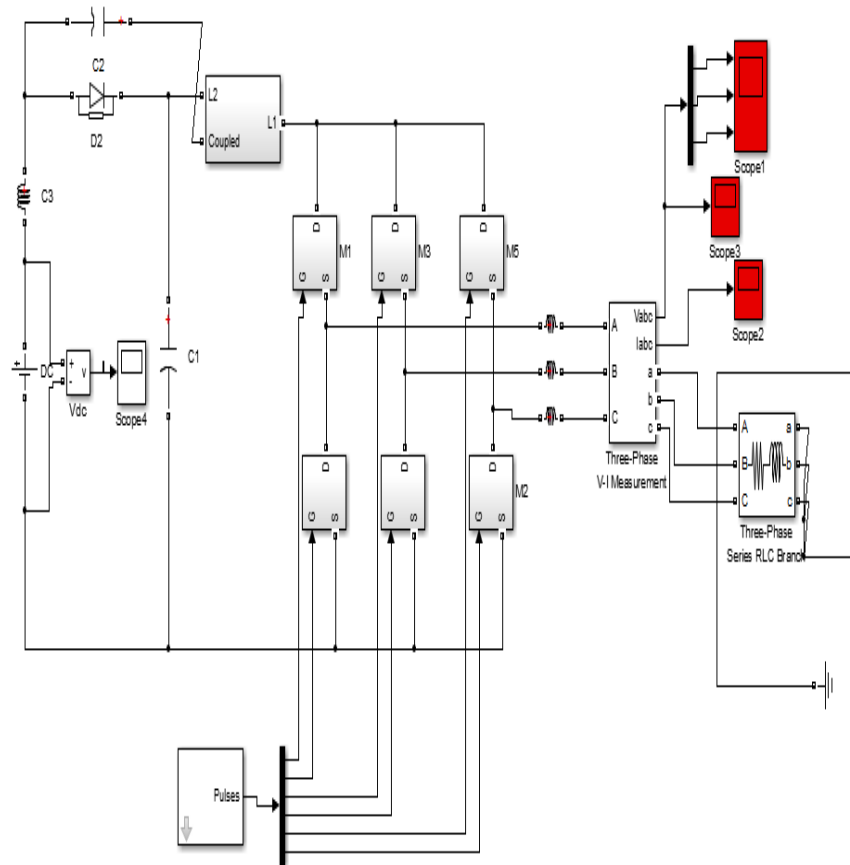 C2
D2
L2
L1
Coupled
C3
D
G
S
M1
D
G
S
M3
D
G
S
M5
DC
+
-
v
Vdc
Scope4
C1
Scope1
Scope3
Scope2
A
B
C
Vabc
Iabc
a
b
c
Three-Phase
V-I Measurement
A
B
C
a
b
c
Three-Phase
Series RLC Branch
D
G
S
D
G
S
D
G
S
M2
Pulses